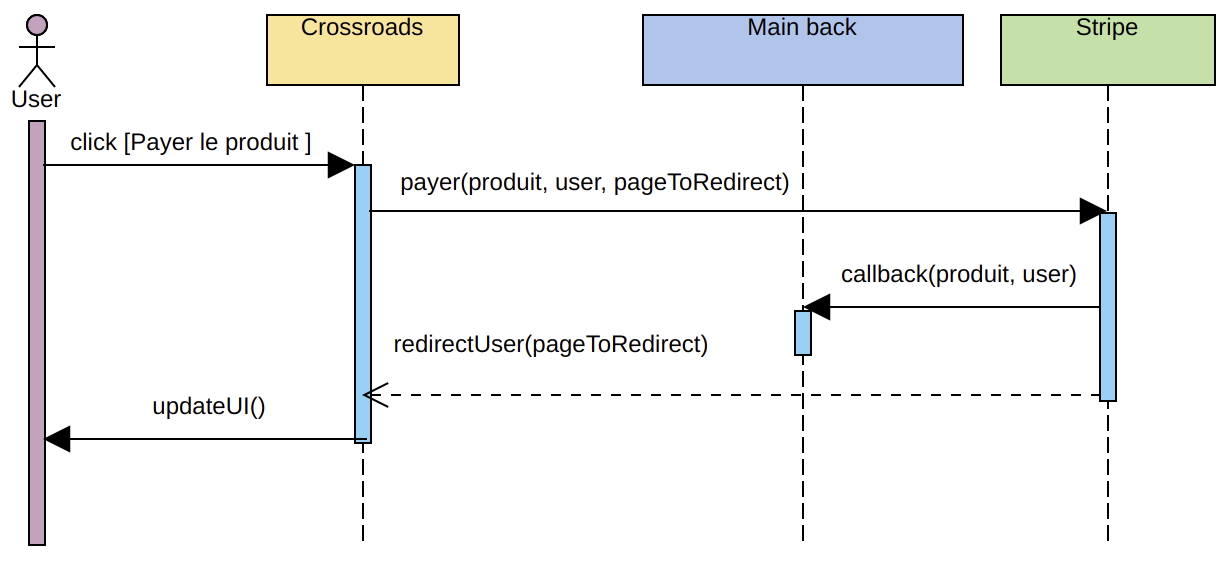 Crossroads
Main back
Stripe
User
click [Payer le produit ]
payer(produit, user, pageToRedirect)
callback(produit, user)
redirectUser(pageToRedirect)
updateUI()